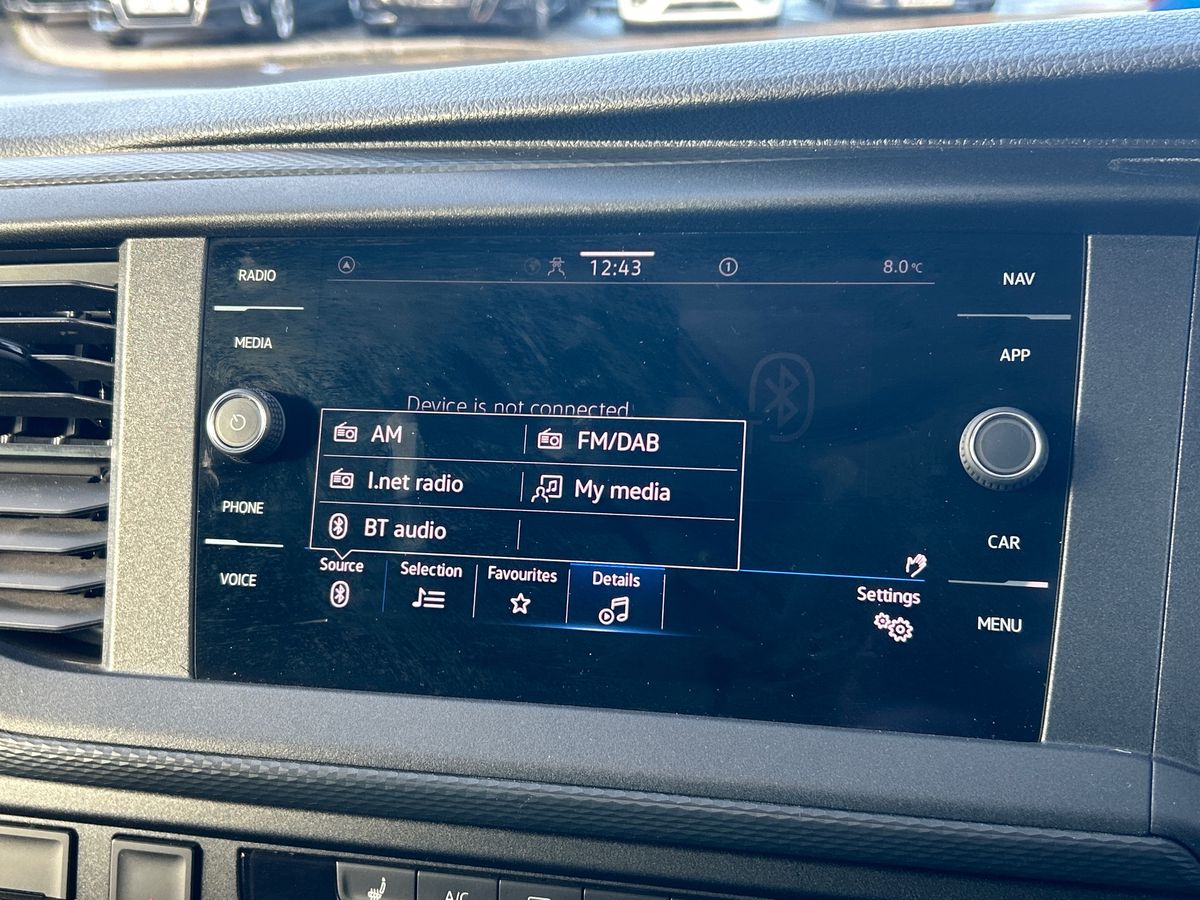 RADIO
MEDIA
PHONE
VOICE
12:43
1
8.0°C
Device is not connected.
AM
FM/DAB
I.net radio
My media
BT audio
Source
Selection
Favourites
Details
Settings
NAV
APP
CAR
MENU
A/C